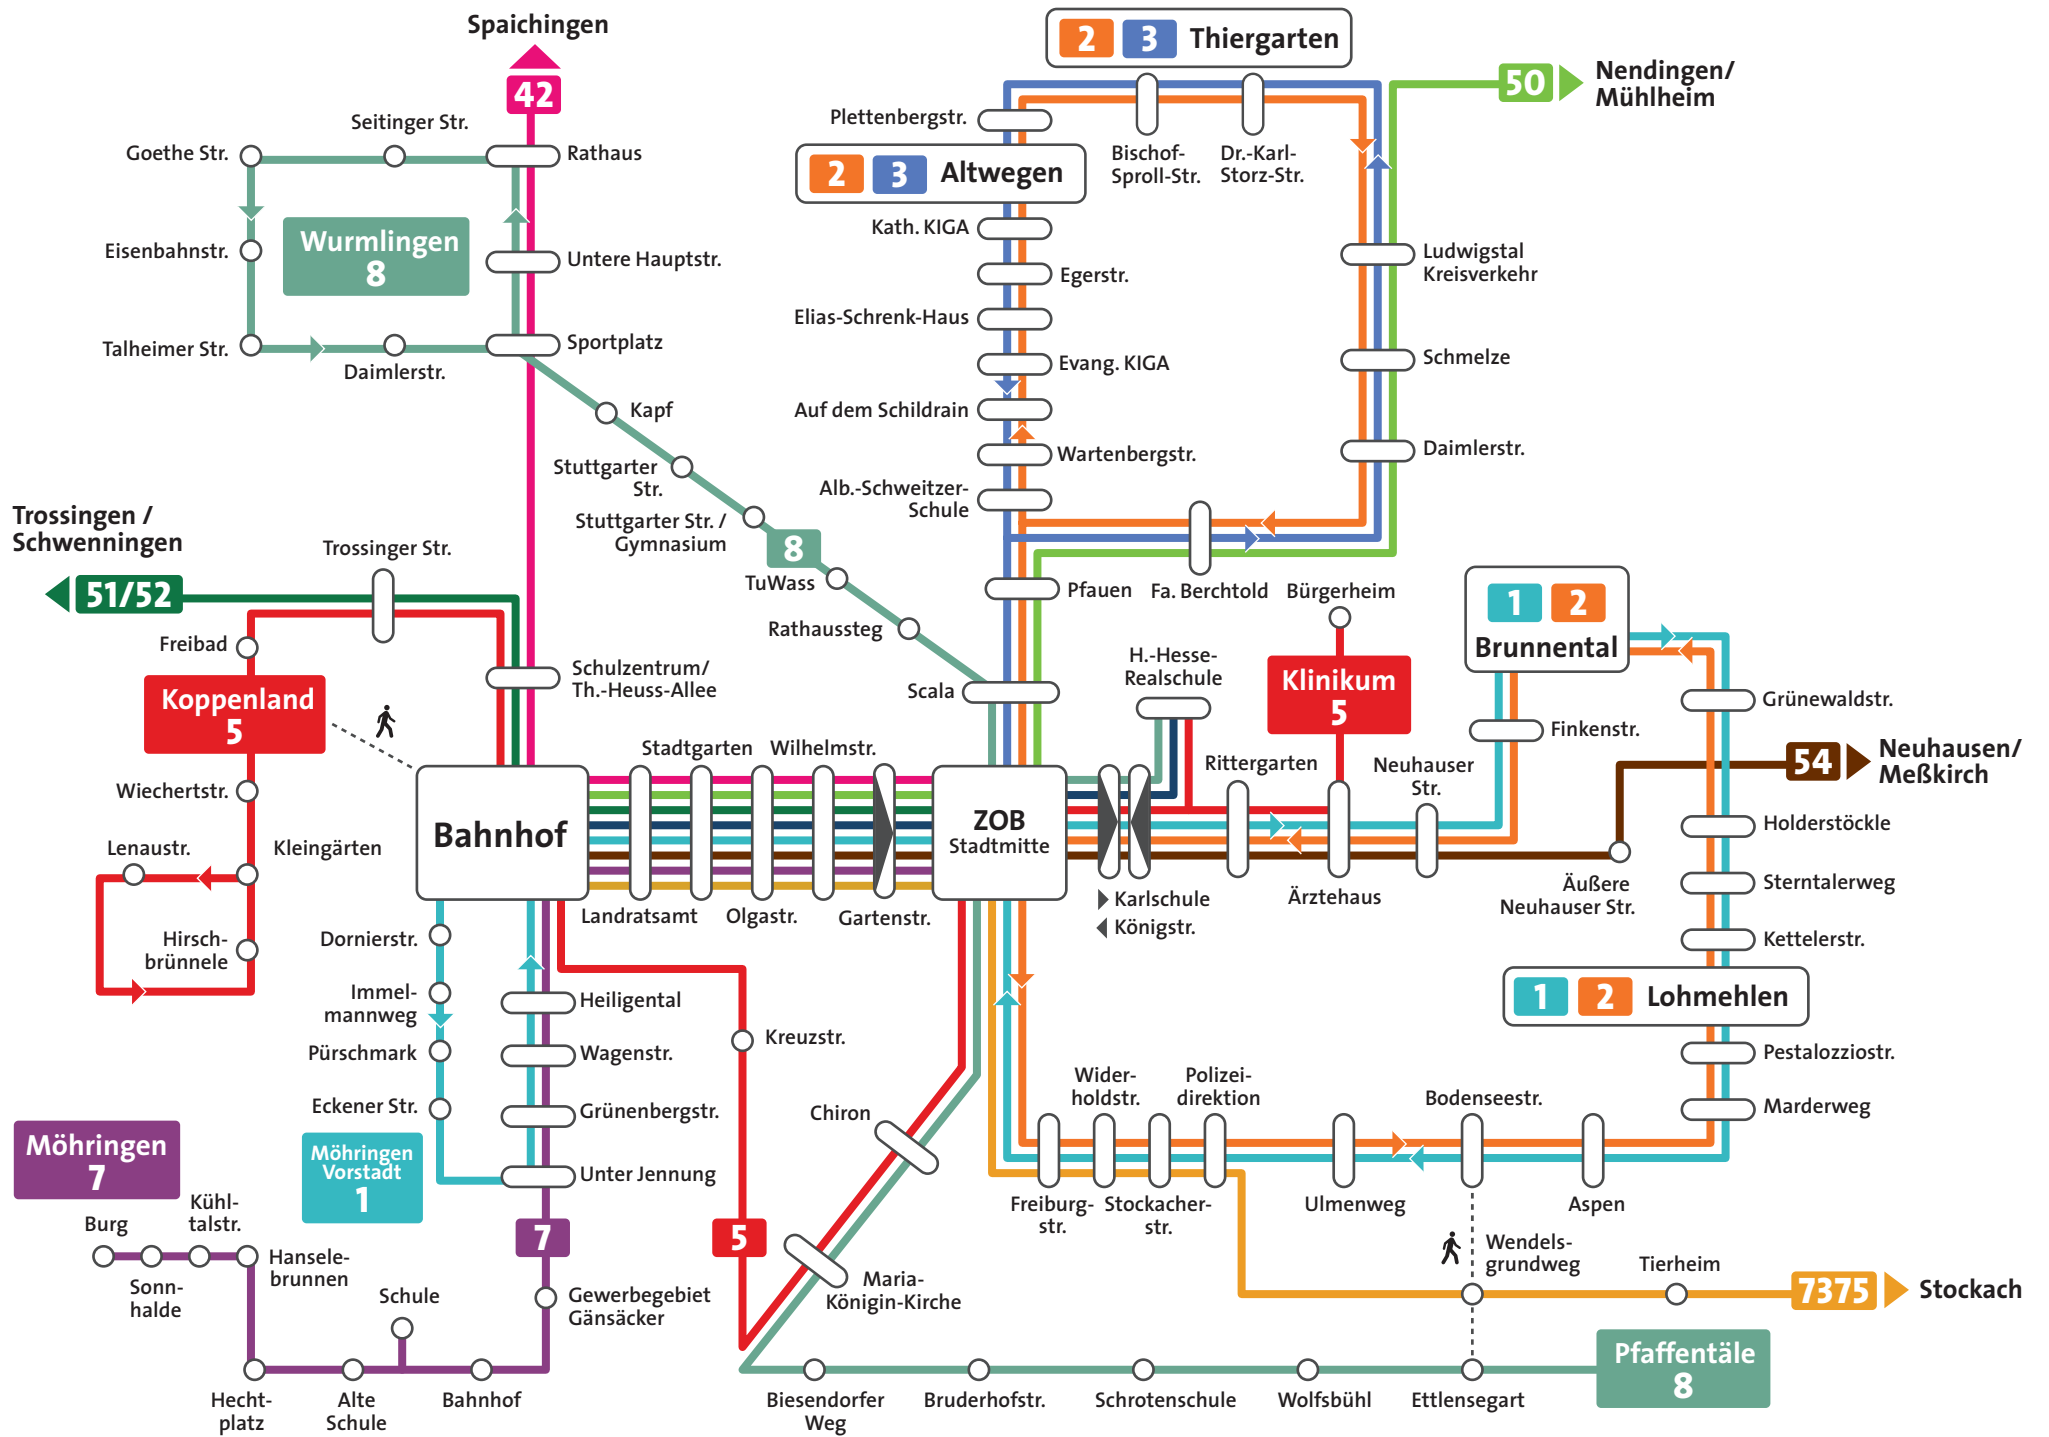 Spaichingen
42
Seitinger Str.
Goethe Str.
Rathaus
Eisenbahnstr.
Wurmlingen
8
Untere Hauptstr.
Talheimer Str.
Daimlerstr.
Sportplatz
Kapf
Stuttgarter
Str.
Stuttgarter Str. /
Gymnasium
8
TuWass
Rathaussteg
Scala
2 3 Thiergarten
Plettenbergstr.
2 3 Altwegen
Bischof-
Sproll-Str.
Dr.-Karl-
Storz-Str.
Kath. KIGA
Egerstr.
Elias-Schrenk-Haus
Evang. KIGA
Auf dem Schildrain
Wartenbergstr.
Alb.-Schweitzer-
Schule
Pfauen
Fa. Berchtold
50
Nendingen/
Mühlheim
Ludwigstal
Kreisverkehr
Schmelze
Daimlerstr.
Trossingen /
Schwenningen
51/52
Trossinger Str.
Freibad
Koppenland
5
Wiechertstr.
Lenaustr.
Kleingärten
Hirsch-
brünnele
Schulzentrum/
Th.-Heuss-Allee
Bahnhof
Stadtgarten
Wilhelmstr.
Landratsamt
Olgastr.
Gartenstr.
ZOB
Stadtmitte
H.-Hesse-
Realschule
Karlschule
Königstr.
Bürgerheim
Klinikum
5
Rittergarten
Ärztehaus
Neuhauser
Str.
1 2
Brunnental
Finkenstr.
Äußere
Neuhauser Str.
54
Neuhausen/
Meßkirch
Grünewaldstr.
Holderstöckle
Sterntalerweg
Kettelerstr.
1 2 Lohmehlen
Pestalozziostr.
Marderweg
Dornierstr.
Immel-
mannweg
Pürschmark
Eckener Str.
Möhringen
Vorstadt
1
Heiligental
Wagenstr.
Grünenbergstr.
Unter Jennung
7
Gewerbegebiet
Gänsäcker
Möhringen
7
Burg
Sonn-
halde
Kühl-
talstr.
Hansele-
brunnen
Schule
Hecht-
platz
Alte
Schule
Bahnhof
Kreuzstr.
5
Chiron
Maria-
Königin-Kirche
Wider-
holdstr.
Polizei-
direktion
Bodenseestr.
Freiburg-
str.
Stockacher-
str.
Ulmenweg
Aspen
Wendels-
grundweg
Tierheim
7375
Stockach
Pfaffentäle
8
Biesendorfer
Weg
Bruderhofstr.
Schrotenschule
Wolfsbühl
Ettlensegart